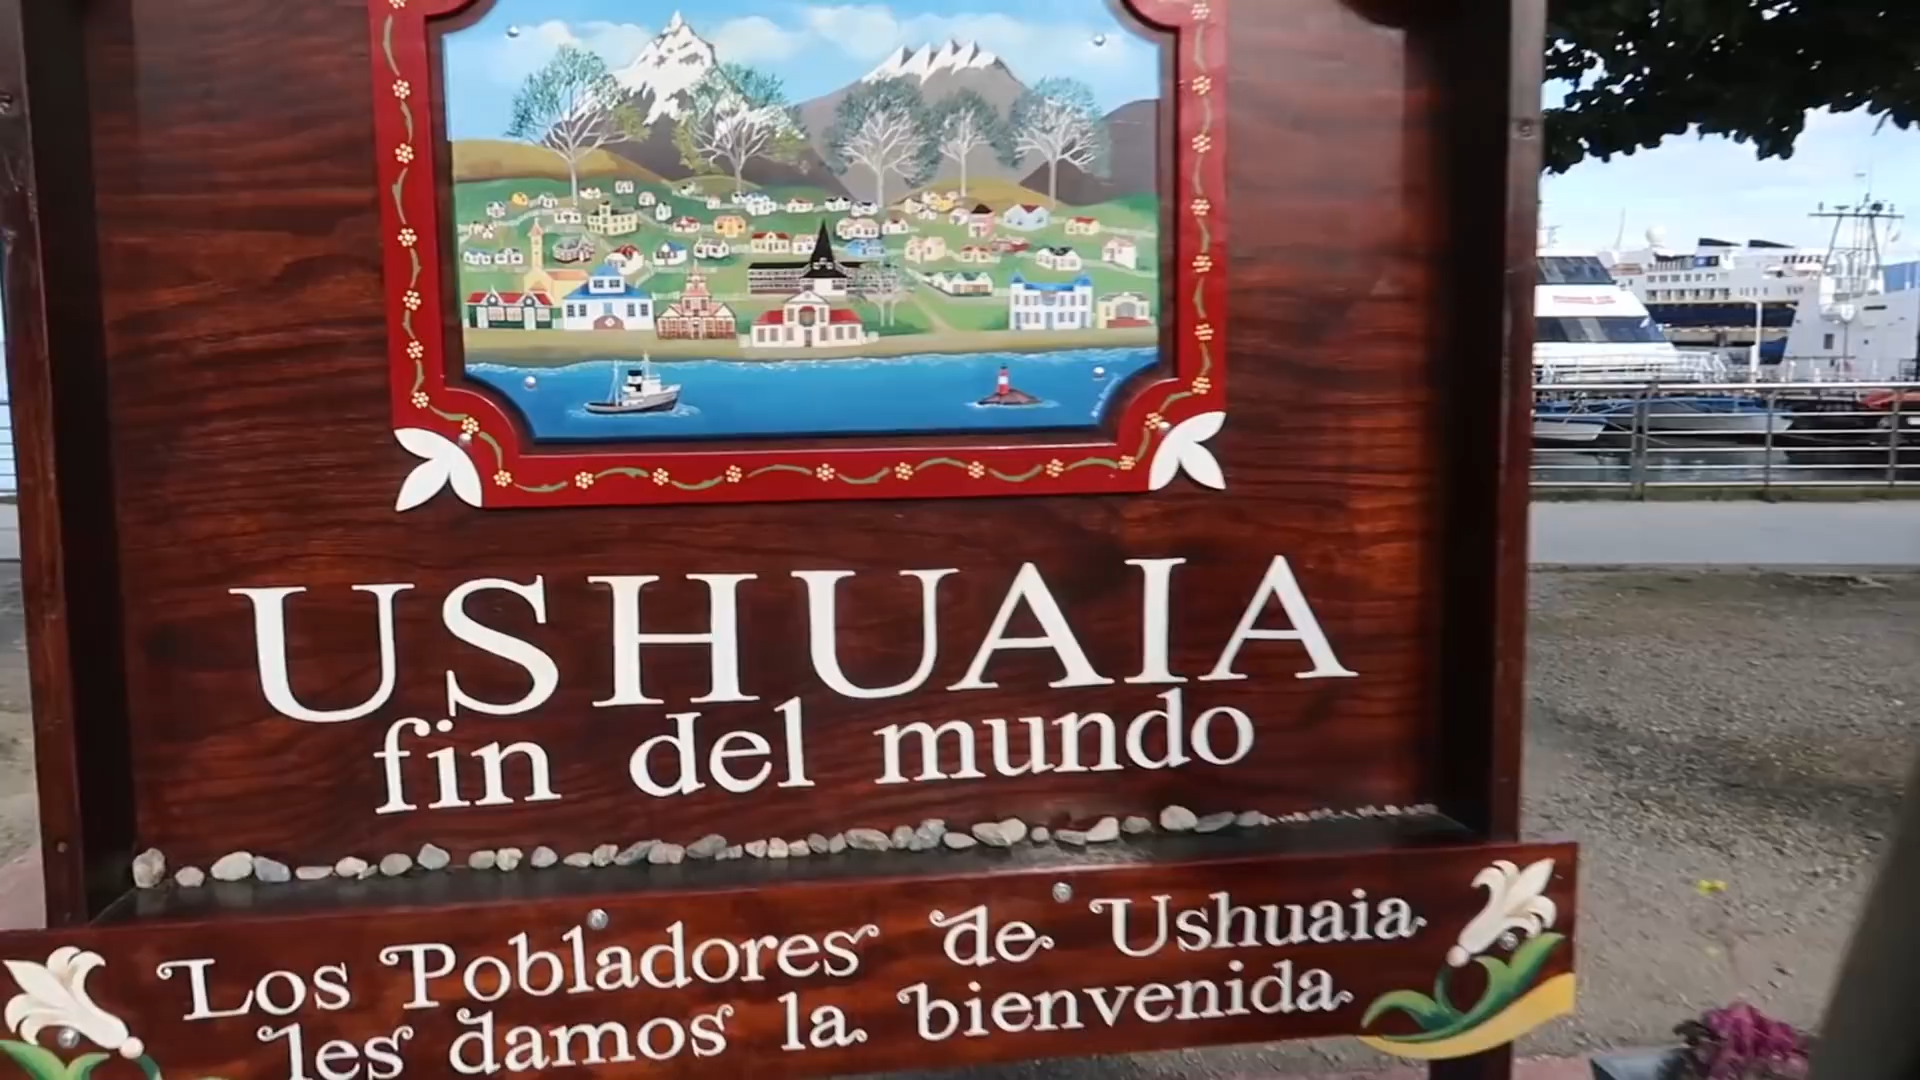 USHUAIA
fin del mundo
Los Pobladores de Ushuaia
les damos la bienvenida